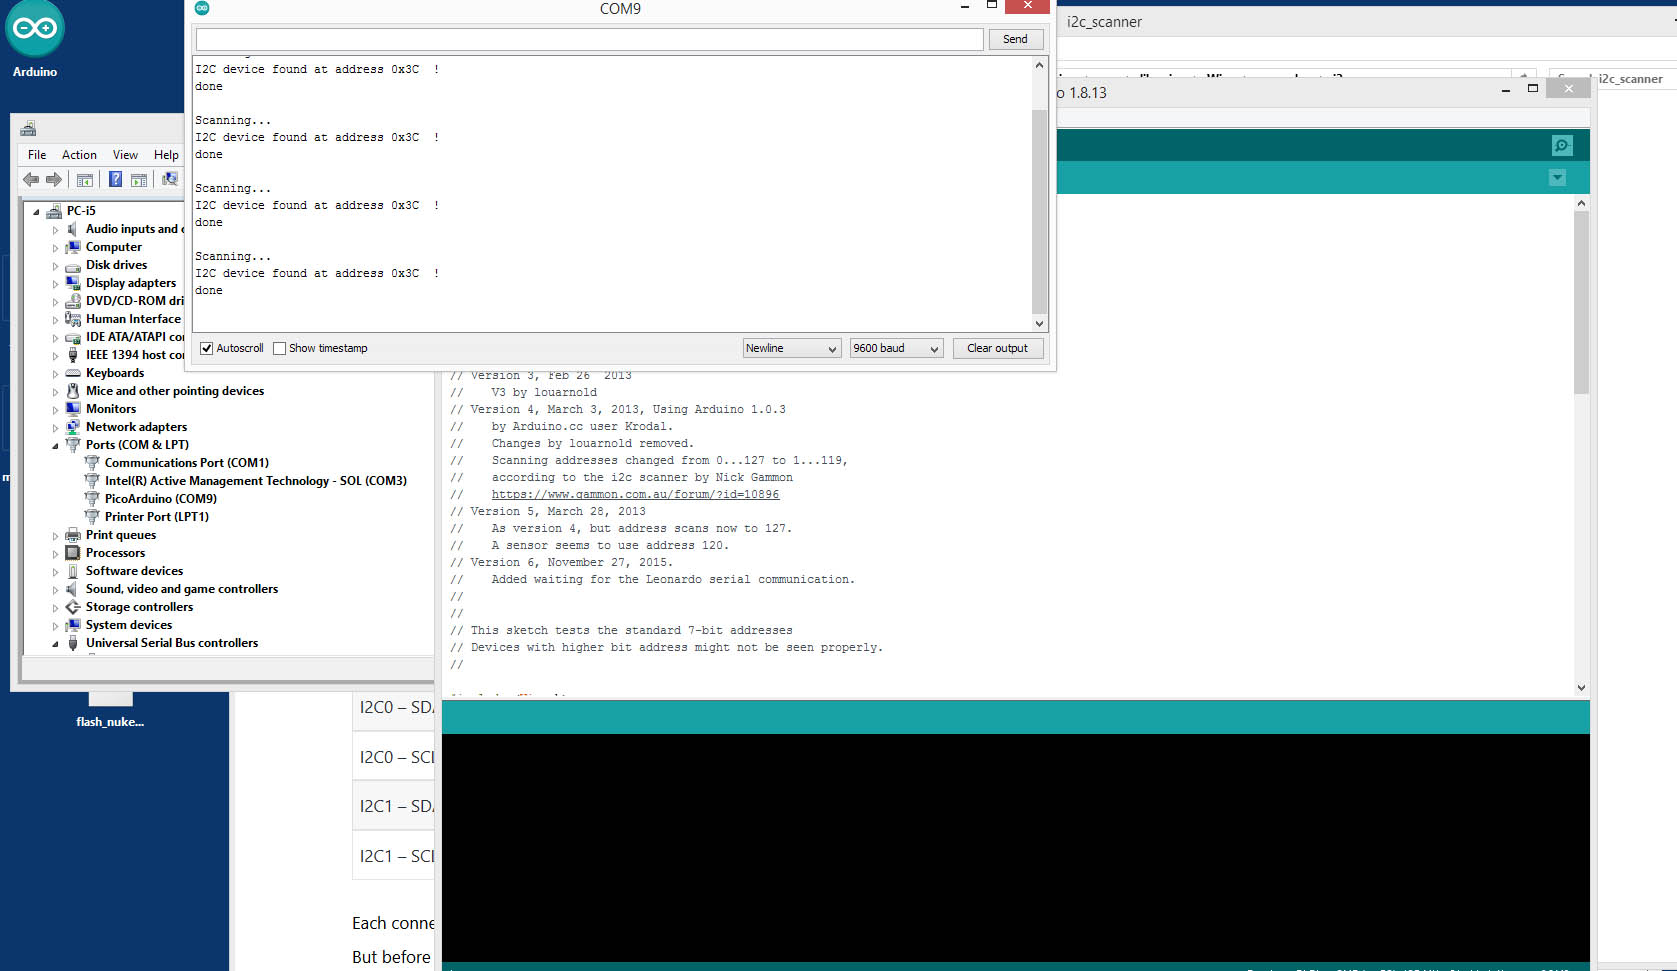 Arduino
COM9
Send
I2C device found at address 0x3C  !
done
Scanning...
I2C device found at address 0x3C  !
done
Scanning...
I2C device found at address 0x3C  !
done
Scanning...
I2C device found at address 0x3C  !
done
Autoscroll
Show timestamp
Newline
9600 baud
Clear output
i2c_scanner
i2c_scanner
1.8.13
File
Action
View
Help
PC-i5
Audio inputs and
Computer
Disk drives
Display adapters
DVD/CD-ROM dri
Human Interface
IDE ATA/ATAPI co
IEEE 1394 host co
Keyboards
Mice and other pointing devices
Monitors
Network adapters
Ports (COM & LPT)
Communications Port (COM1)
Intel(R) Active Management Technology - SOL (COM3)
PicoArduino (COM9)
Printer Port (LPT1)
Print queues
Processors
Software devices
Sound, video and game controllers
Storage controllers
System devices
Universal Serial Bus controllers
flash_nuke...
// Version 3, Feb 26  2013
//    V3 by louarnold
// Version 4, March 3, 2013, Using Arduino 1.0.3
//    by Arduino.cc user Krodal.
//    Changes by louarnold removed.
//    Scanning addresses changed from 0...127 to 1...119,
//    according to the i2c scanner by Nick Gammon
//    https://www.gammon.com.au/forum/?id=10896
// Version 5, March 28, 2013
//    As version 4, but address scans now to 127.
//    A sensor seems to use address 120.
// Version 6, November 27, 2015.
//    Added waiting for the Leonardo serial communication.
//
//
// This sketch tests the standard 7-bit addresses
// Devices with higher bit address might not be seen properly.
//
I2C0 – SDA
I2C0 – SCL
I2C1 – SDA
I2C1 – SCL
Each conne
But before